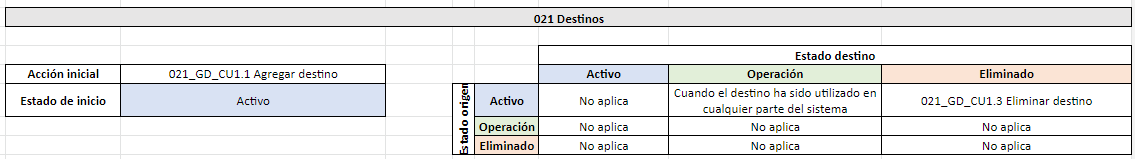 021 Destinos
Estado destino
Acción inicial 021_GD_CU1.1 Agregar destino
Activo Operación Eliminado
Estado de inicio Activo
Estado origen
Activo No aplica Cuando el destino ha sido utilizado en
cualquier parte del sistema 021_GD_CU1.3 Eliminar destino
Operación No aplica No aplica No aplica
Eliminado No aplica No aplica No aplica